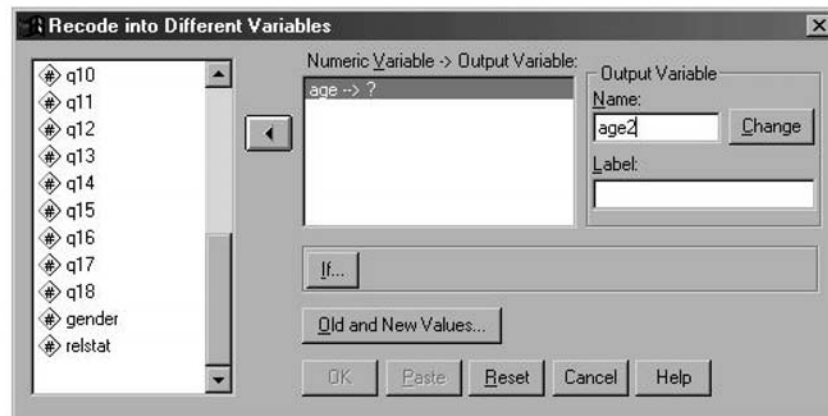 Recode into Different Variables
q10
q11
q12
q13
q14
q15
q16
q17
q18
gender
relstat
Numeric Variable -> Output Variable:
age --> ?
Output Variable
Name:
age2
Change
Label:
If...
Old and New Values...
OK
Paste
Reset
Cancel
Help